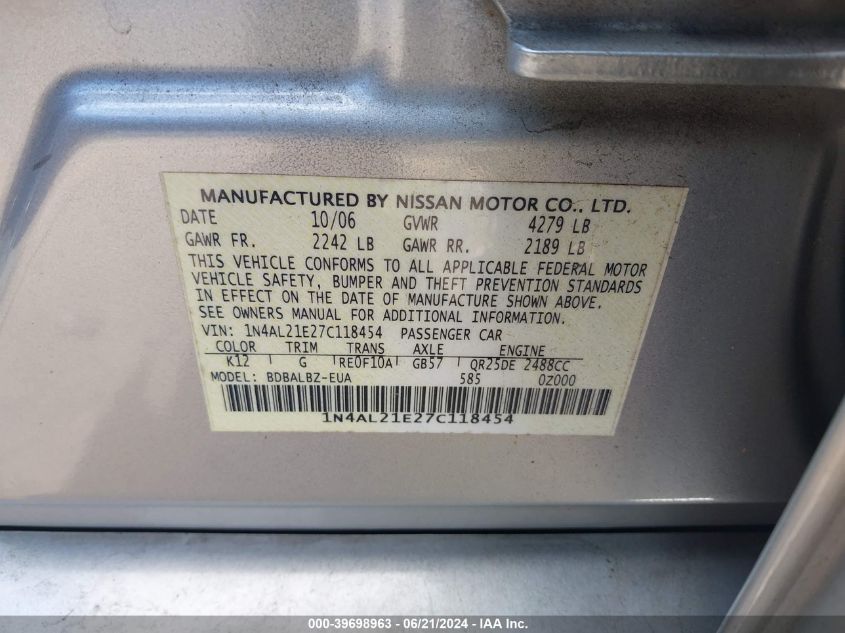 MANUFACTURED BY NISSAN MOTOR CO., LTD.
DATE 10/06 GVWR 4279 LB
GAWR FR. 2242 LB GAWR RR. 2189 LB
THIS VEHICLE CONFORMS TO ALL APPLICABLE FEDERAL MOTOR
VEHICLE SAFETY, BUMPER AND THEFT PREVENTION STANDARDS
IN EFFECT ON THE DATE OF MANUFACTURE SHOWN ABOVE.
SEE OWNERS MANUAL FOR ADDITIONAL INFORMATION.
VIN: 1N4AL21E27C118454 PASSENGER CAR
COLOR TRIM TRANS AXLE ENGINE
K12 G RE0F10A GB57 QR25DE 2488CC
MODEL: BDBALBZ-EUA 585 0Z000
1N4AL21E27C118454
000-39698963 - 06/21/2024 - IAA Inc.